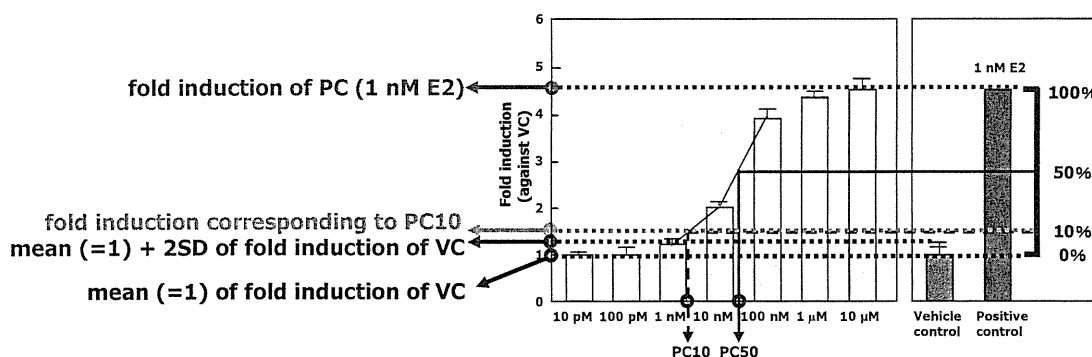 6
5
4
3
2
1
0
Fold induction
(against VC)
fold induction of PC (1 nM E2)
fold induction corresponding to PC10
mean (=1) + 2SD of fold induction of VC
mean (=1) of fold induction of VC
1 nM E2
100%
50%
10%
0%
10 pM 100 pM 1 nM 10 nM 100 nM 1 µM 10 µM
Vehicle
control
Positive
control
PC10 PC50